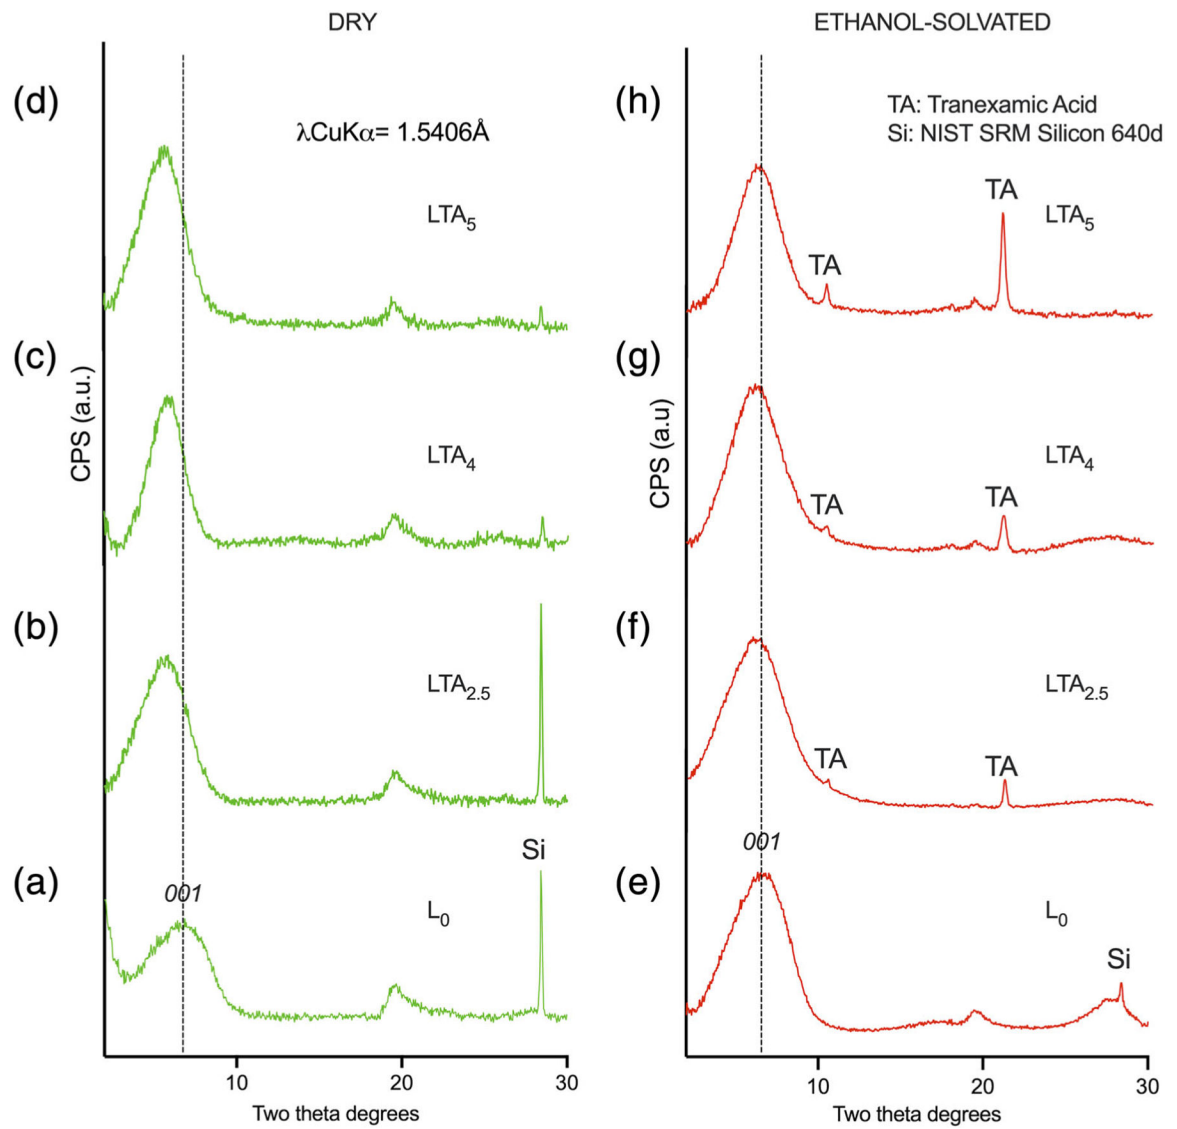 DRY
ETHANOL-SOLVATED
(d)
λCuKα= 1.5406Å
LTA5
(h)
TA: Tranexamic Acid
Si: NIST SRM Silicon 640d
TA
TA
LTA5
(c)
CPS (a.u.)
LTA4
(g)
CPS (a.u)
TA
TA
LTA4
(b)
LTA2.5
(f)
TA
TA
LTA2.5
(a)
001
L0
Si
(e)
001
L0
Si
10
20
30
Two theta degrees
10
20
30
Two theta degrees